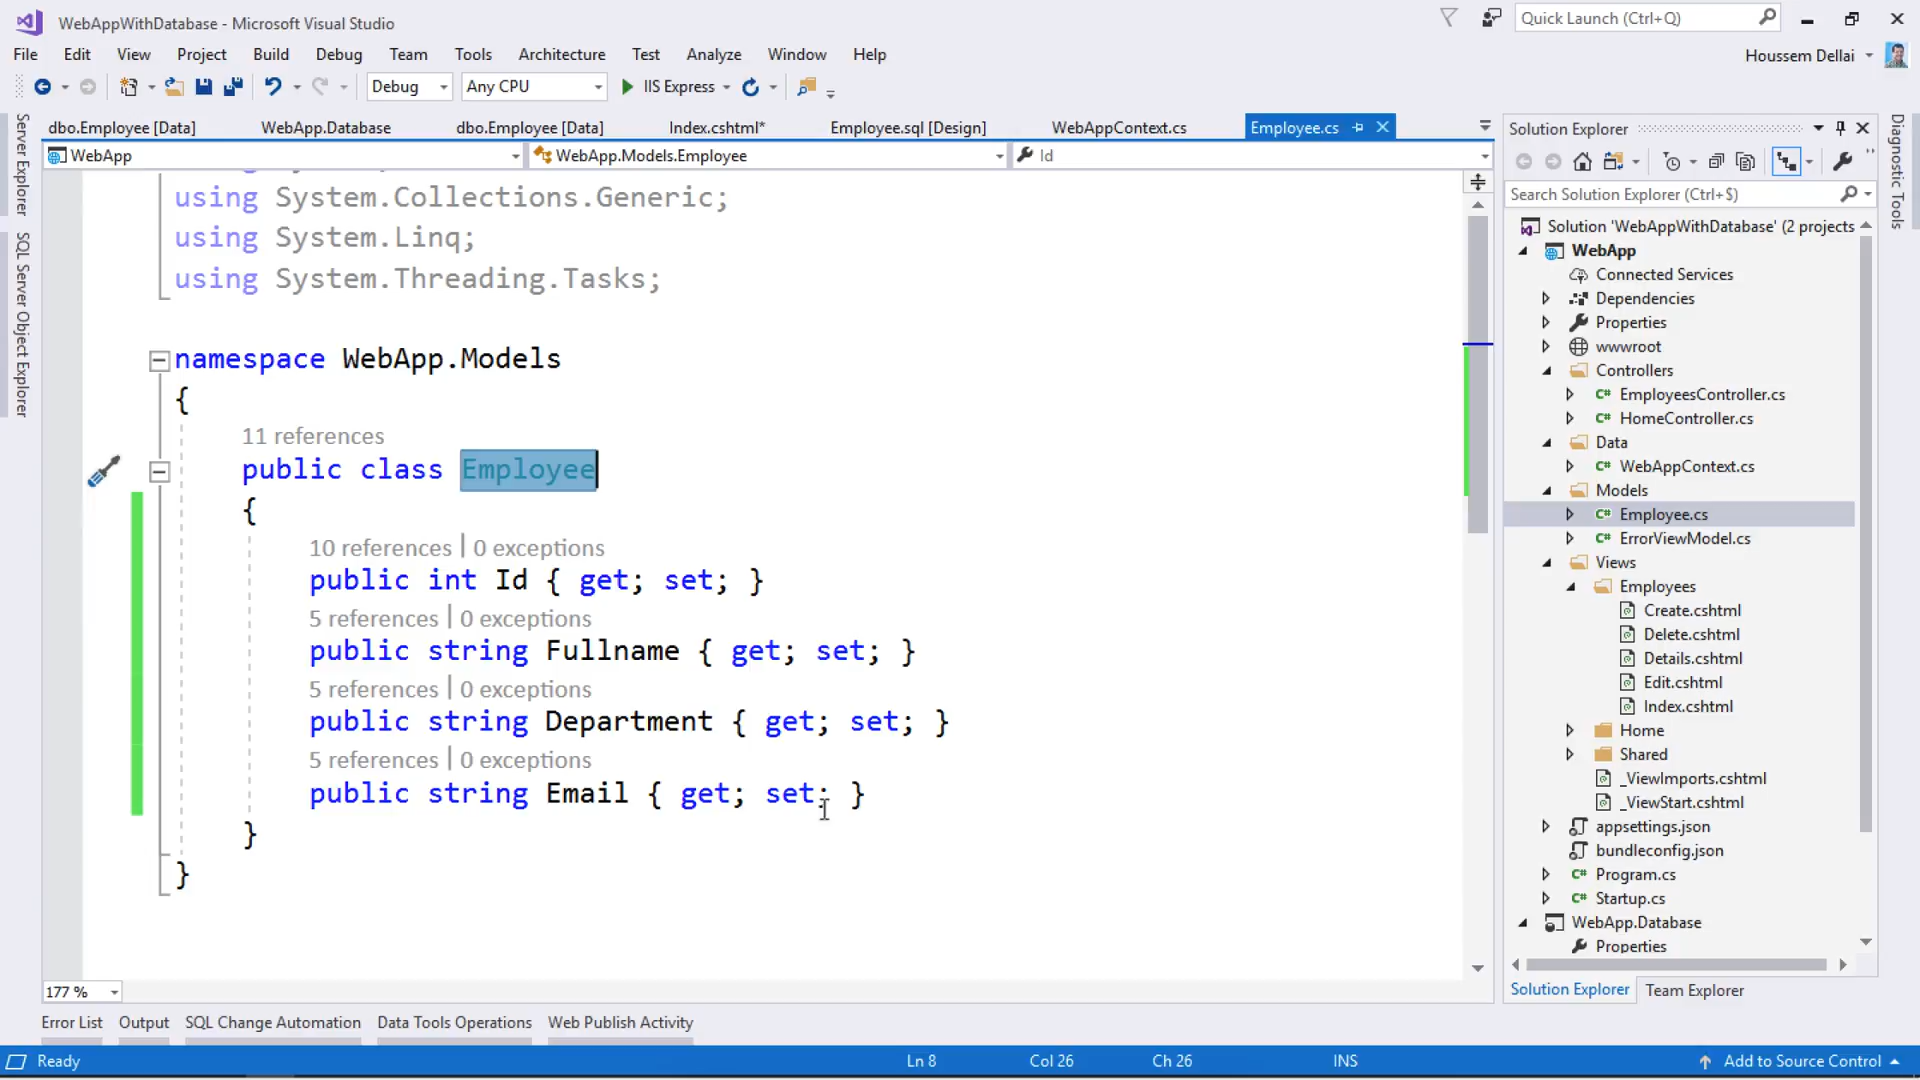 WebAppWithDatabase - Microsoft Visual Studio
Quick Launch (Ctrl+Q)
File Edit View Project Build Debug Team Tools Architecture Test Analyze Window Help
Houssem Dellai
Debug Any CPU IIS Express
dbo.Employee [Data] WebApp.Database dbo.Employee [Data] Index.cshtml* Employee.sql [Design] WebAppContext.cs Employee.cs
WebApp WebApp.Models.Employee Id
Server Explorer
SQL Server Object Explorer
using System.Collections.Generic;
using System.Linq;
using System.Threading.Tasks;
namespace WebApp.Models
{
11 references
public class Employee
{
10 references | 0 exceptions
public int Id { get; set; }
5 references | 0 exceptions
public string Fullname { get; set; }
5 references | 0 exceptions
public string Department { get; set; }
5 references | 0 exceptions
public string Email { get; set; }
}
}
177 %
Solution Explorer
Search Solution Explorer (Ctrl+$)
Solution 'WebAppWithDatabase' (2 projects
WebApp
Connected Services
Dependencies
Properties
wwwroot
Controllers
C# EmployeesController.cs
C# HomeController.cs
Data
C# WebAppContext.cs
Models
C# Employee.cs
C# ErrorViewModel.cs
Views
Employees
Create.cshtml
Delete.cshtml
Details.cshtml
Edit.cshtml
Index.cshtml
Home
Shared
_ViewImports.cshtml
_ViewStart.cshtml
appsettings.json
bundleconfig.json
C# Program.cs
C# Startup.cs
WebApp.Database
Properties
Solution Explorer Team Explorer
Diagnostic Tools
Error List Output SQL Change Automation Data Tools Operations Web Publish Activity
Ready Ln 8 Col 26 Ch 26 INS Add to Source Control